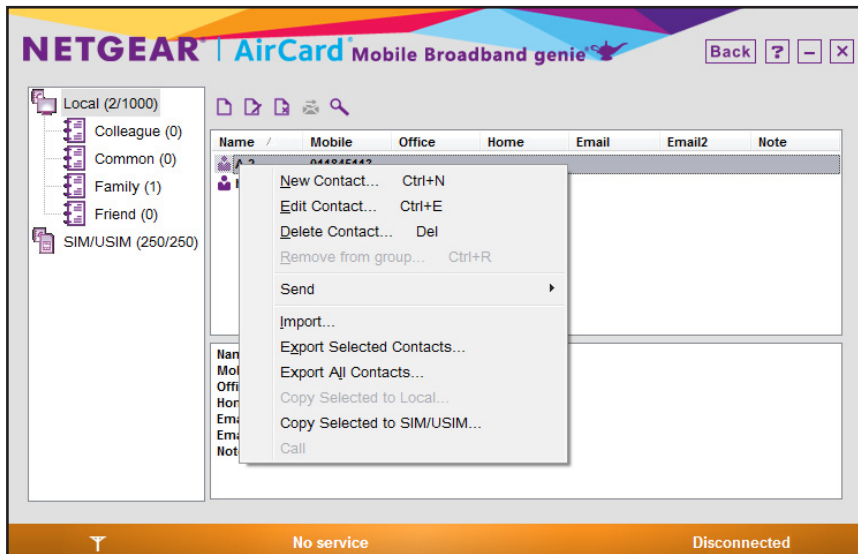 NETGEAR® | AirCard® Mobile Broadband genie
Back ? – X
Local (2/1000)
Colleague (0)
Common (0)
Family (1)
Friend (0)
SIM/USIM (250/250)
Name / Mobile Office Home Email Email2 Note
New Contact... Ctrl+N
Edit Contact... Ctrl+E
Delete Contact... Del
Remove from group... Ctrl+R
Send
Import...
Export Selected Contacts...
Export All Contacts...
Copy Selected to Local...
Copy Selected to SIM/USIM...
Call
No service
Disconnected